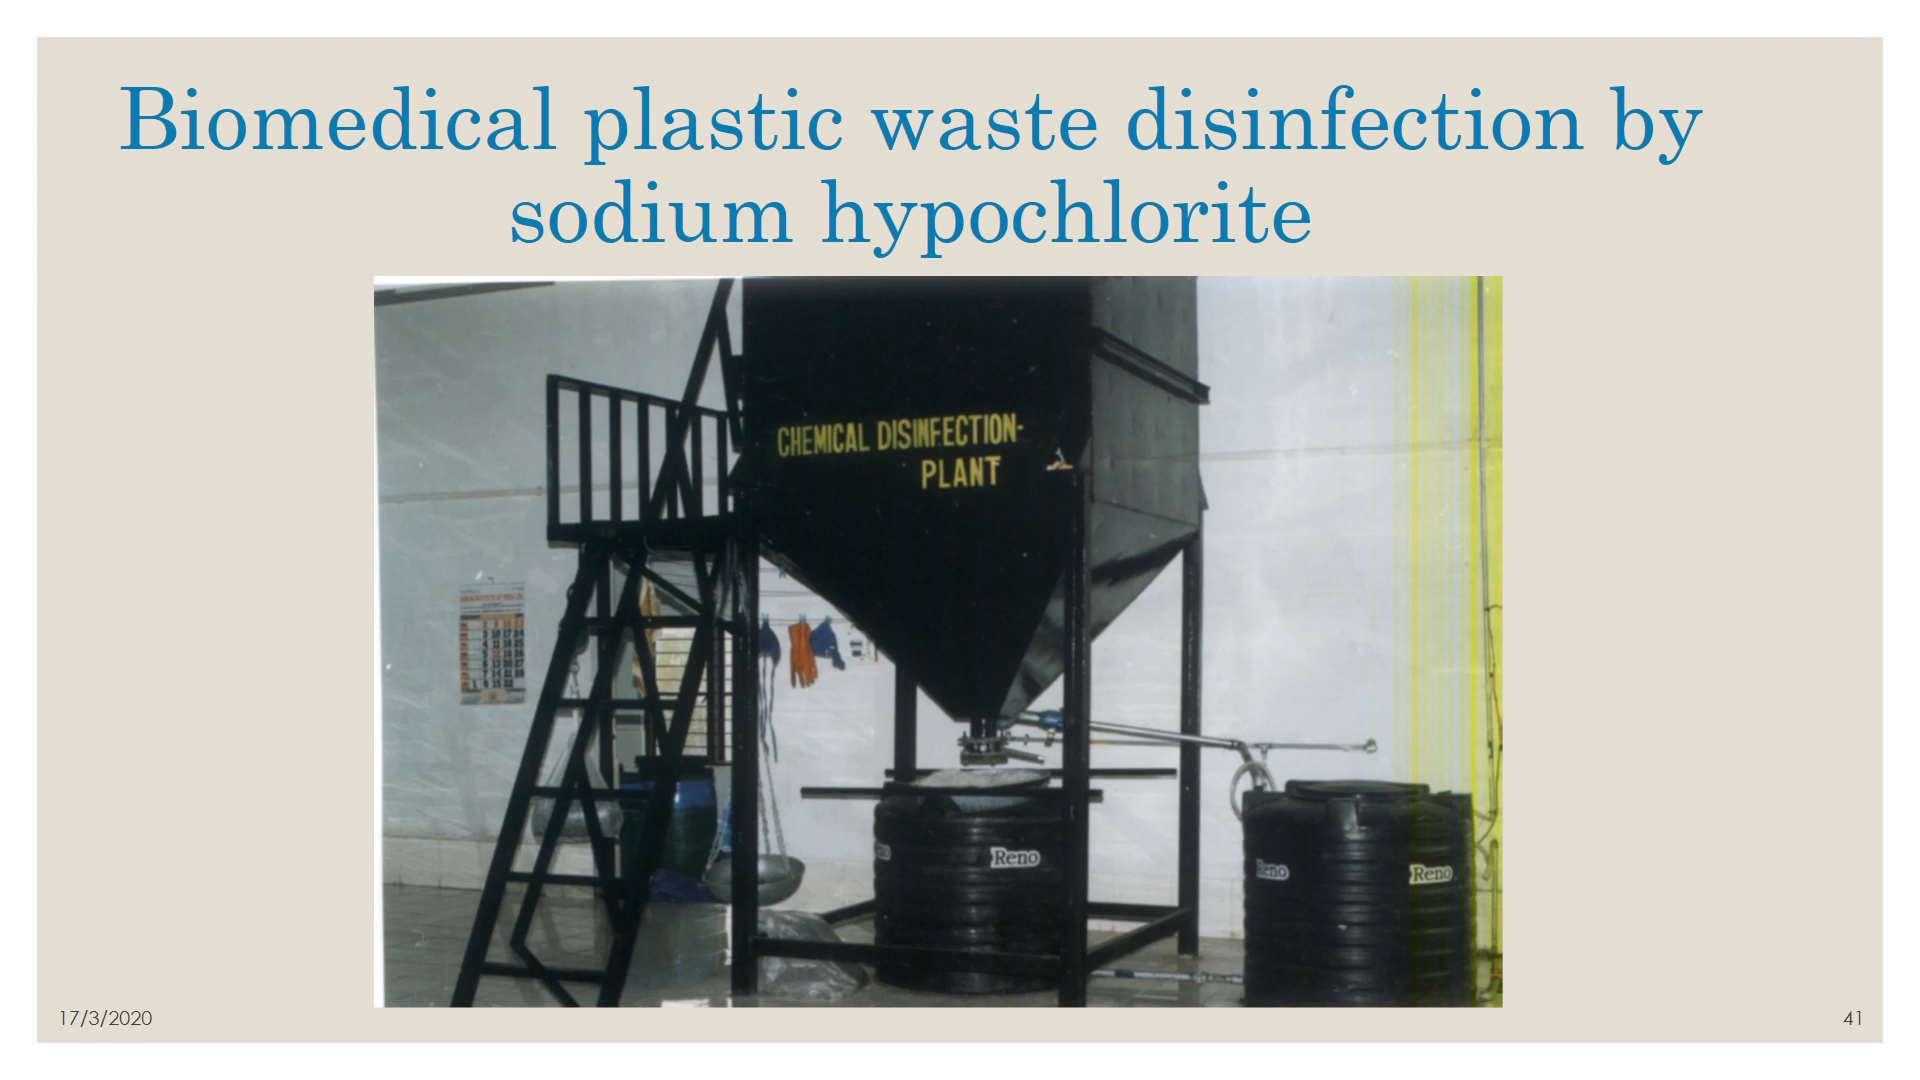 Biomedical plastic waste disinfection by
sodium hypochlorite
CHEMICAL DISINFECTION-
PLANT
Reno
Reno
Reno
17/3/2020
41